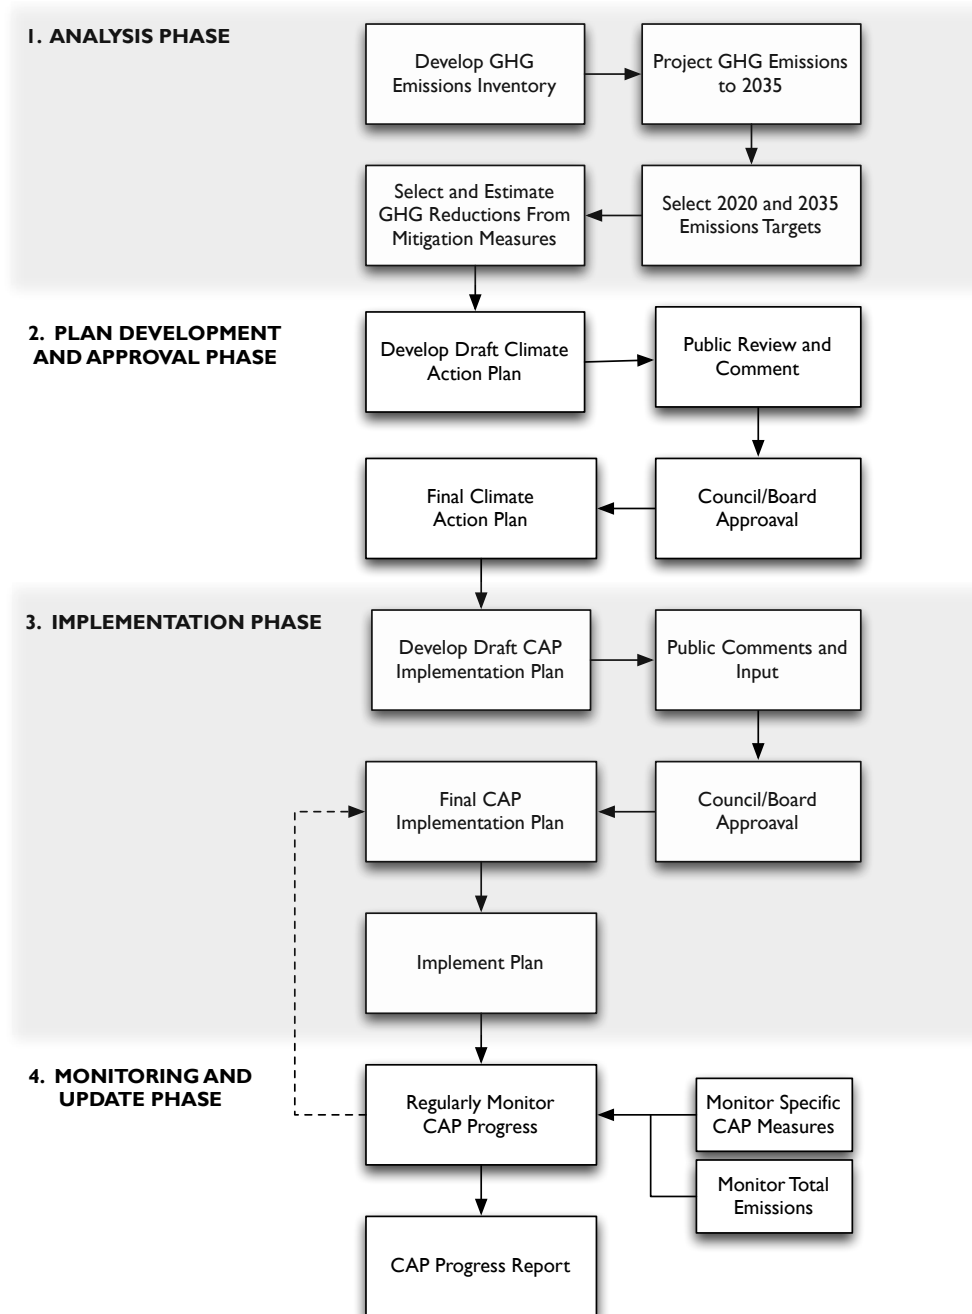 1. ANALYSIS PHASE
Develop GHG
Emissions Inventory
Project GHG Emissions
to 2035
Select and Estimate
GHG Reductions From
Mitigation Measures
Select 2020 and 2035
Emissions Targets
2. PLAN DEVELOPMENT
AND APPROVAL PHASE
Develop Draft Climate
Action Plan
Public Review and
Comment
Final Climate
Action Plan
Council/Board
Approaval
3. IMPLEMENTATION PHASE
Develop Draft CAP
Implementation Plan
Public Comments and
Input
Final CAP
Implementation Plan
Council/Board
Approaval
Implement Plan
4. MONITORING AND
UPDATE PHASE
Regularly Monitor
CAP Progress
Monitor Specific
CAP Measures
Monitor Total
Emissions
CAP Progress Report